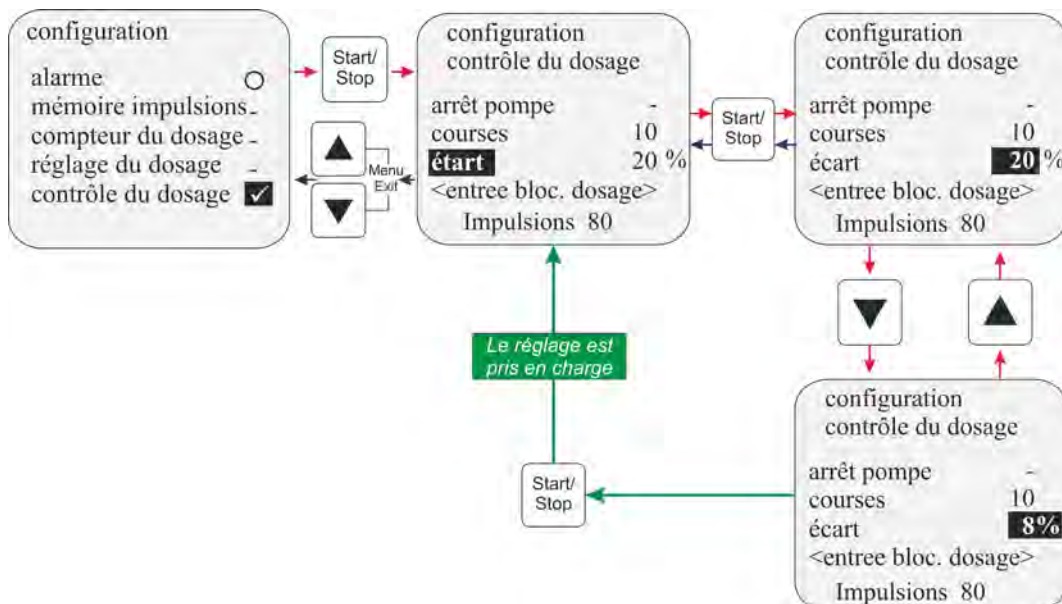 configuration
alarme
mémoire impulsions -
compteur du dosage -
réglage du dosage -
contrôle du dosage ✓
Start/
Stop
Menu
Exit
configuration
contrôle du dosage
arrêt pompe -
courses 10
étart 20 %
<entree bloc. dosage>
Impulsions 80
Start/
Stop
configuration
contrôle du dosage
arrêt pompe -
courses 10
écart 20 %
<entree bloc. dosage>
Impulsions 80
Le réglage est
pris en charge
Start/
Stop
configuration
contrôle du dosage
arrêt pompe -
courses 10
écart 8%
<entree bloc. dosage>
Impulsions 80